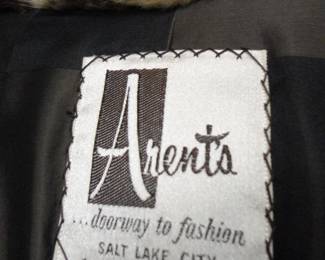 Arent's
...doorway to fashion
SALT LAKE CITY